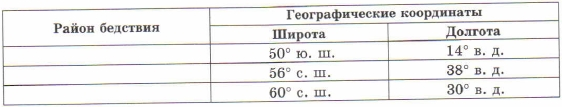 Район бедствия
Географические координаты
Широта Долгота
50° ю. ш. 14° в. д.
56° с. ш. 38° в. д.
60° с. ш. 30° в. д.